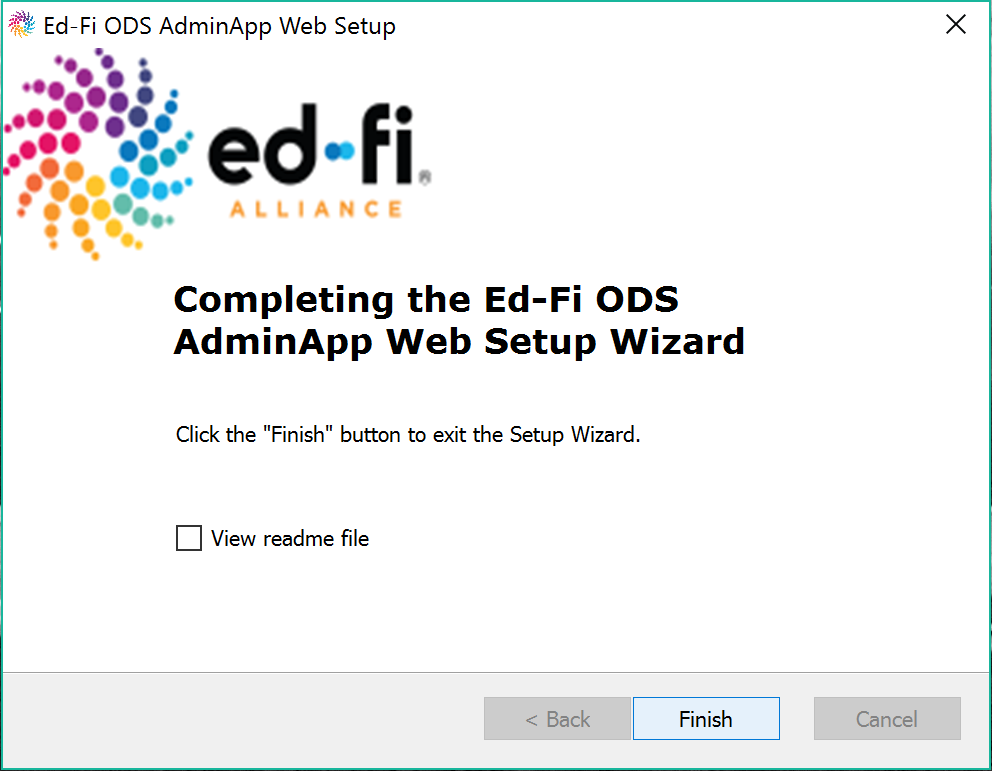 Ed-Fi ODS AdminApp Web Setup
ed-fi®
ALLIANCE
Completing the Ed-Fi ODS
AdminApp Web Setup Wizard
Click the "Finish" button to exit the Setup Wizard.
View readme file
< Back Finish Cancel